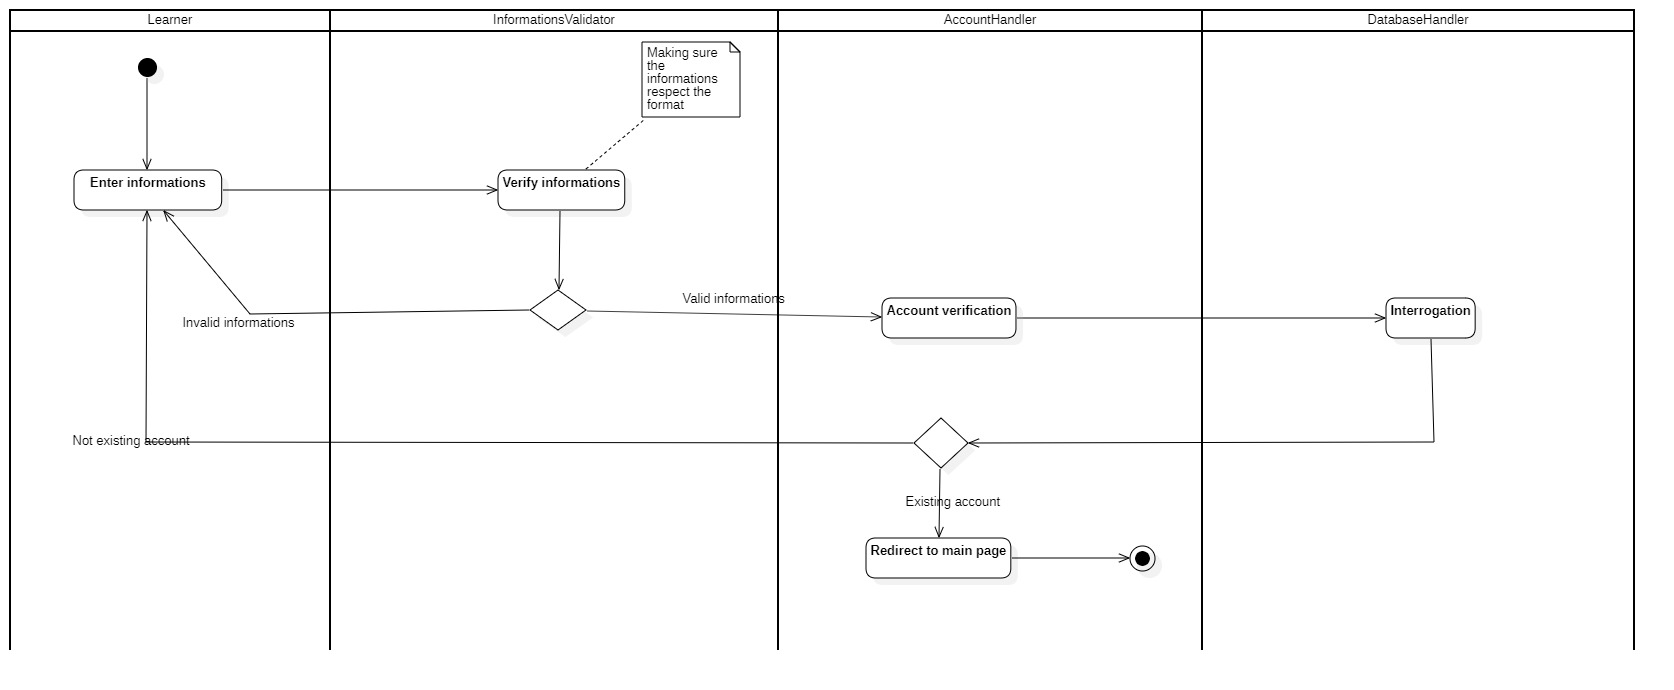 Learner
InformationsValidator
AccountHandler
DatabaseHandler
Making sure
the
informations
respect the
format
Enter informations
Verify informations
Valid informations
Invalid informations
Account verification
Interrogation
Not existing account
Existing account
Redirect to main page